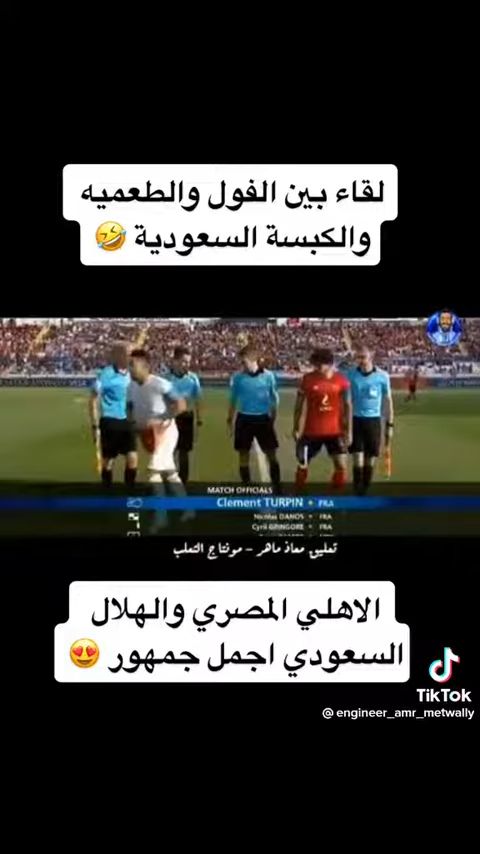 لقاء بين الفول والطعميه
والكبسة السعودية 🤣
MATCH OFFICIALS
Clement TURPIN • FRA
Nicolas DANOS • FRA
Cyril GRINGORE • FRA
تعليق معاذ ماهر - مونتاج التعلب
الاهلي المصري والهلال
السعودي اجمل جمهور 😍
TikTok
@engineer_amr_metwally